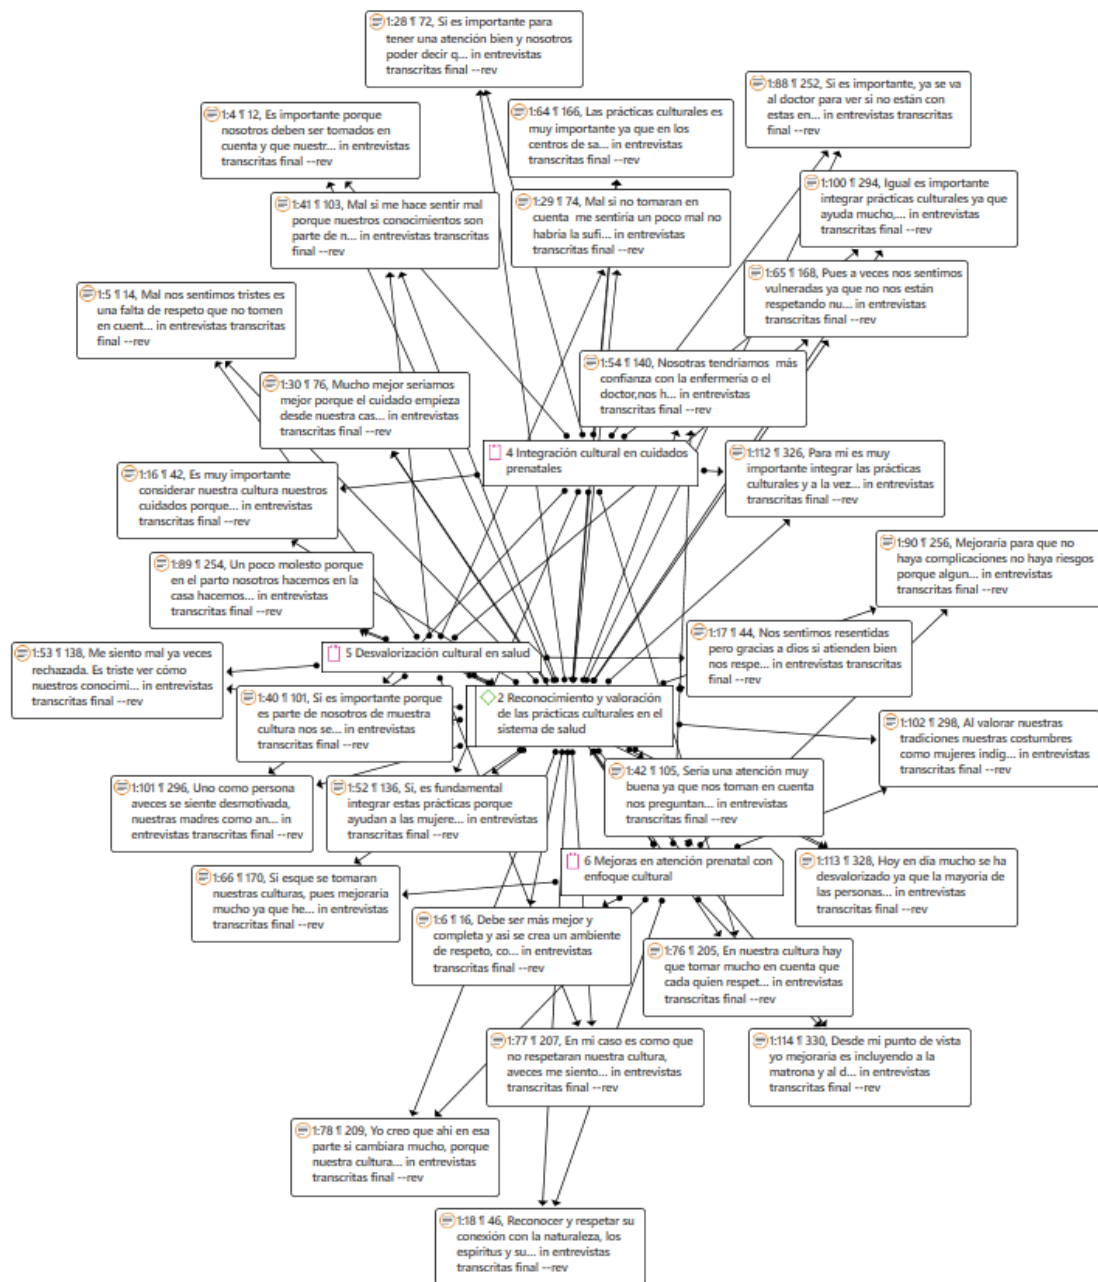 1:28 ¶ 72, Si es importante para
tener una atención bien y nosotros
poder decir q... in entrevistas
transcritas final --rev
1:88 ¶ 252, Si es importante, ya se va
al doctor para ver si no están con
estas en... in entrevistas transcritas
final --rev
1:4 ¶ 12, Es importante porque
nosotros deben ser tomados en
cuenta y que nuestr... in entrevistas
transcritas final --rev
1:64 ¶ 166, Las prácticas culturales es
muy importante ya que en los
centros de sa... in entrevistas
transcritas final --rev
1:100 ¶ 294, Igual es importante
integrar prácticas culturales ya que
ayuda mucho,... in entrevistas
transcritas final --rev
1:41 ¶ 103, Mal si me hace sentir mal
porque nuestros conocimientos son
parte de n... in entrevistas transcritas
final --rev
1:29 ¶ 74, Mal si no tomaran en
cuenta me sentiría un poco mal no
habría la sufi... in entrevistas
transcritas final --rev
1:65 ¶ 168, Pues a veces nos sentimos
vulneradas ya que no nos están
respetando nu... in entrevistas
transcritas final --rev
1:5 ¶ 14, Mal nos sentimos tristes es
una falta de respeto que no tomen
en cuent... in entrevistas transcritas
final --rev
1:54 ¶ 140, Nosotras tendríamos más
confianza con la enfermería o el
doctor,nos h... in entrevistas
transcritas final --rev
1:30 ¶ 76, Mucho mejor seriamos
mejor porque el cuidado empieza
desde nuestra cas... in entrevistas
transcritas final --rev
4 Integración cultural en cuidados
prenatales
1:112 ¶ 326, Para mi es muy
importante integrar las prácticas
culturales y a la vez... in entrevistas
transcritas final --rev
1:16 ¶ 42, Es muy importante
considerar nuestra cultura nuestros
cuidados porque... in entrevistas
transcritas final --rev
1:90 ¶ 256, Mejoraría para que no
haya complicaciones no haya riesgos
porque algun... in entrevistas
transcritas final --rev
1:89 ¶ 254, Un poco molesto porque
en el parto nosotros hacemos en la
casa hacemos... in entrevistas
transcritas final --rev
1:17 ¶ 44, Nos sentimos resentidas
pero gracias a dios si atienden bien
nos respe... in entrevistas transcritas
final --rev
1:53 ¶ 138, Me siento mal ya veces
rechazada. Es triste ver cómo
nuestros conocimi... in entrevistas
transcritas final --rev
5 Desvalorización cultural en salud
1:40 ¶ 101, Si es importante porque
es parte de nosotros de muestra
cultura nos se... in entrevistas
transcritas final --rev
2 Reconocimiento y valoración
de las prácticas culturales en el
sistema de salud
1:102 ¶ 298, Al valorar nuestras
tradiciones nuestras costumbres
como mujeres indíg... in entrevistas
transcritas final --rev
1:42 ¶ 105, Sería una atención muy
buena ya que nos toman en cuenta
nos preguntan... in entrevistas
transcritas final --rev
1:101 ¶ 296, Uno como persona
aveces se siente desmotivada,
nuestras madres como an... in
entrevistas transcritas final --rev
1:52 ¶ 136, Sí, es fundamental
integrar estas prácticas porque
ayudan a las mujere... in entrevistas
transcritas final --rev
6 Mejoras en atención prenatal con
enfoque cultural
1:113 ¶ 328, Hoy en día mucho se ha
desvalorizado ya que la mayoria de
las personas... in entrevistas
transcritas final --rev
1:66 ¶ 170, Si esque se tomaran
nuestras culturas, pues mejoraria
mucho ya que he... in entrevistas
transcritas final --rev
1:6 ¶ 16, Debe ser más mejor y
completa y asi se crea un ambiente
de respeto, co... in entrevistas
transcritas final --rev
1:76 ¶ 205, En nuestra cultura hay
que tomar mucho en cuenta que
cada quien respet... in entrevistas
transcritas final --rev
1:77 ¶ 207, En mi caso es como que
no respetaran nuestra cultura,
aveces me siento... in entrevistas
transcritas final --rev
1:114 ¶ 330, Desde mi punto de vista
yo mejoraria es incluyendo a la
matrona y al d... in entrevistas
transcritas final --rev
1:78 ¶ 209, Yo creo que ahi en esa
parte si cambiara mucho, porque
nuestra cultura... in entrevistas
transcritas final --rev
1:18 ¶ 46, Reconocer y respetar su
conexión con la naturaleza, los
espíritus y su... in entrevistas
transcritas final --rev